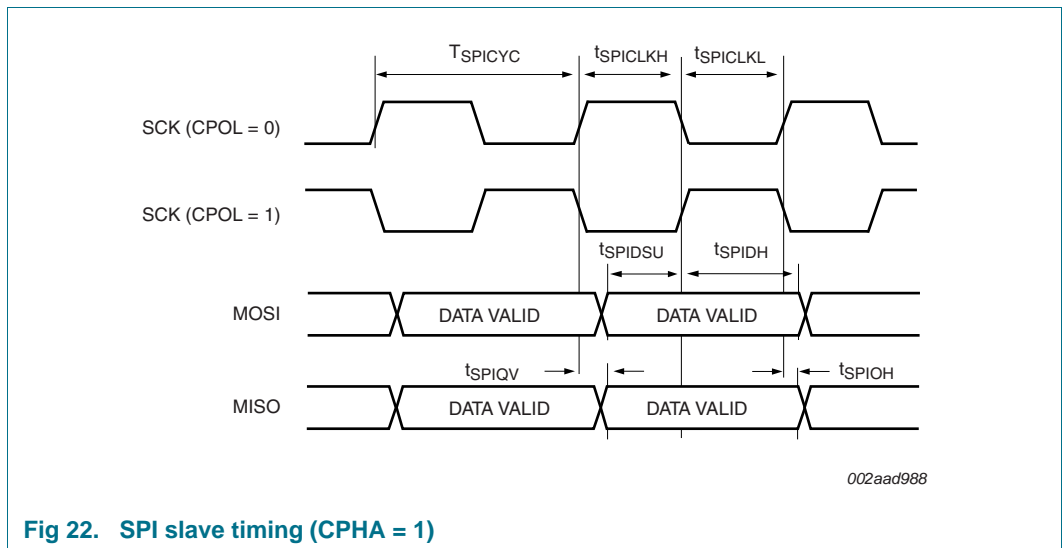 TSPICYC tSPICLKH tSPICLKL
SCK (CPOL = 0)
SCK (CPOL = 1)
tSPIDSU tSPIDH
MOSI DATA VALID DATA VALID
tSPIQV tSPIOH
MISO DATA VALID DATA VALID
002aad988
Fig 22. SPI slave timing (CPHA = 1)